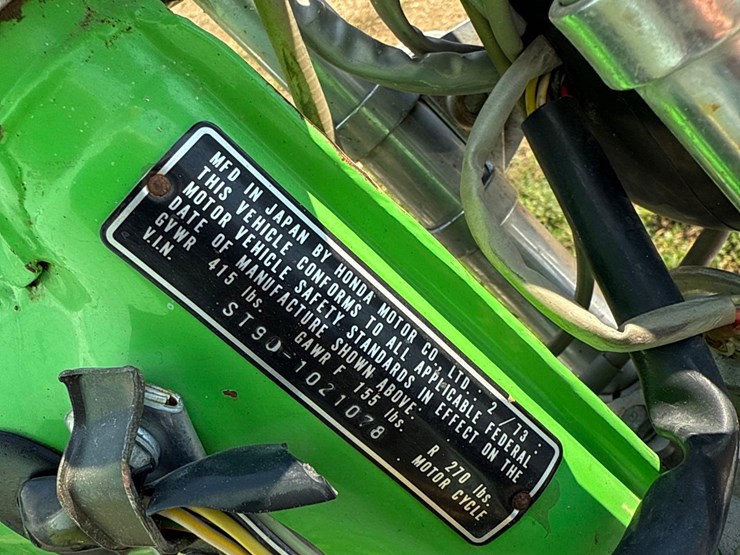 MFD IN JAPAN BY HONDA MOTOR CO., LTD.: 2 / 73 :
THIS VEHICLE CONFORMS TO ALL APPLICABLE FEDERAL
MOTOR VEHICLE SAFETY STANDARDS IN EFFECT ON THE
DATE OF MANUFACTURE SHOWN ABOVE.
GVWR 415 lbs. GAWR F 155 lbs. R 270 lbs.
V.I.N. ST90-1021078 MOTOR CYCLE